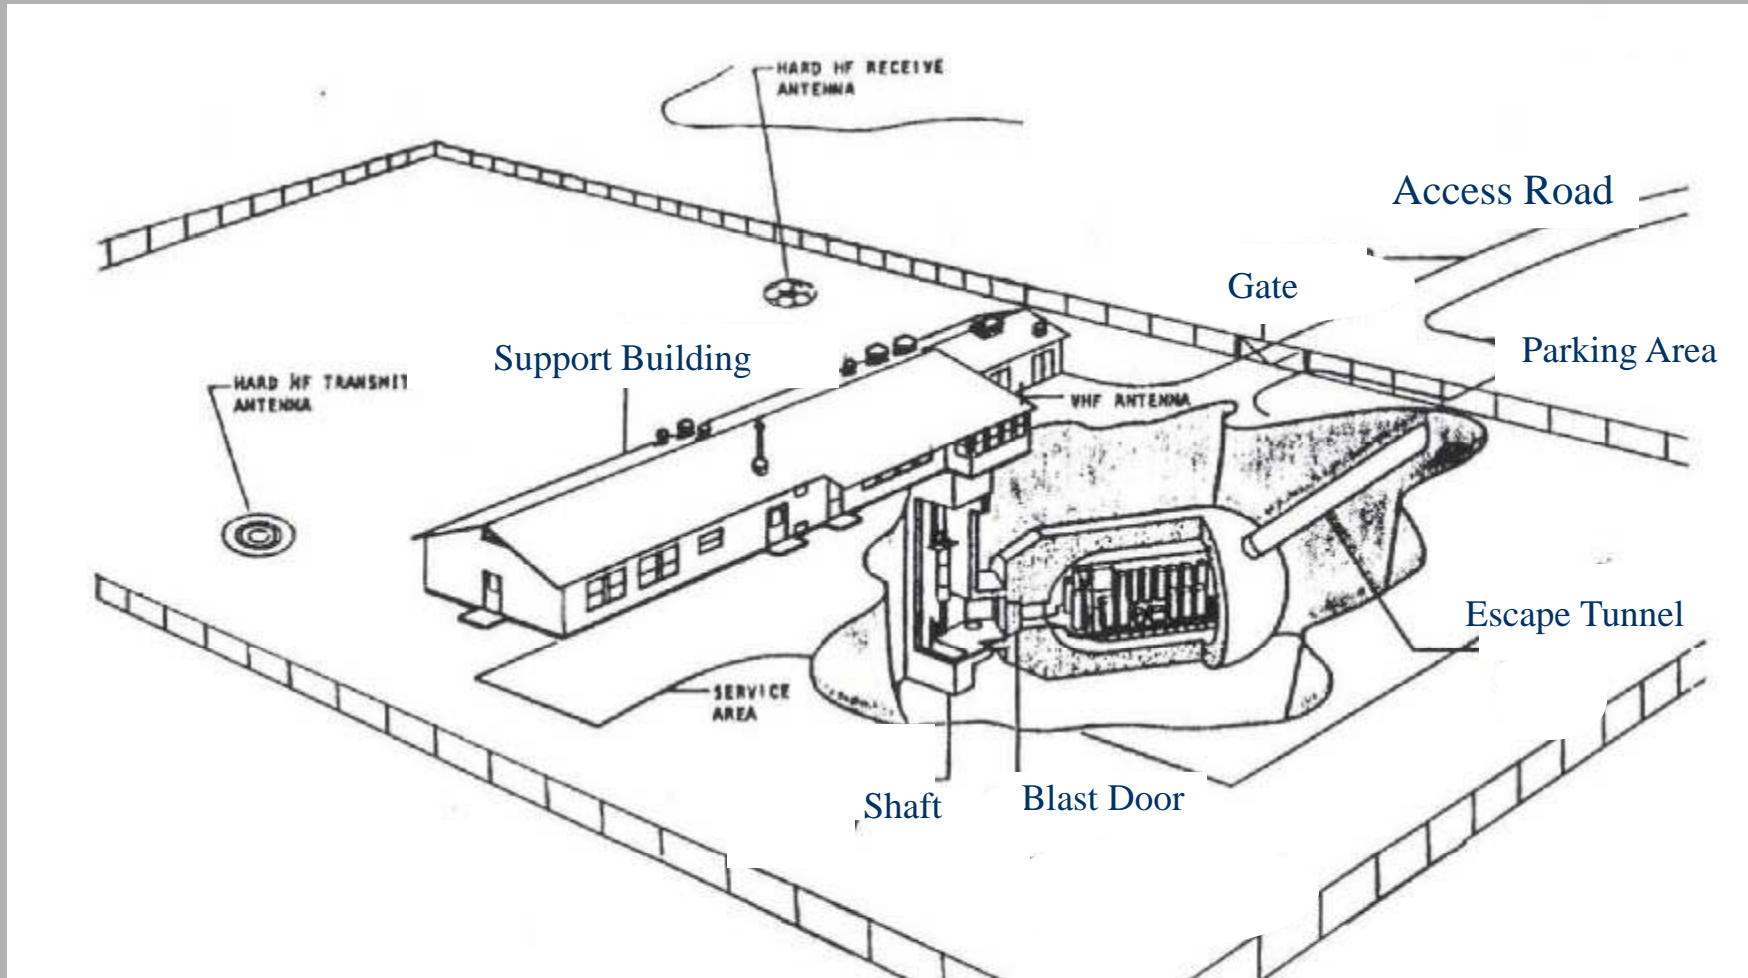 HARD HF RECEIVE
ANTENNA
Access Road
Gate
Support Building
Parking Area
HARD HF TRANSMIT
ANTENNA
VHF ANTENNA
Escape Tunnel
SERVICE
AREA
Shaft
Blast Door